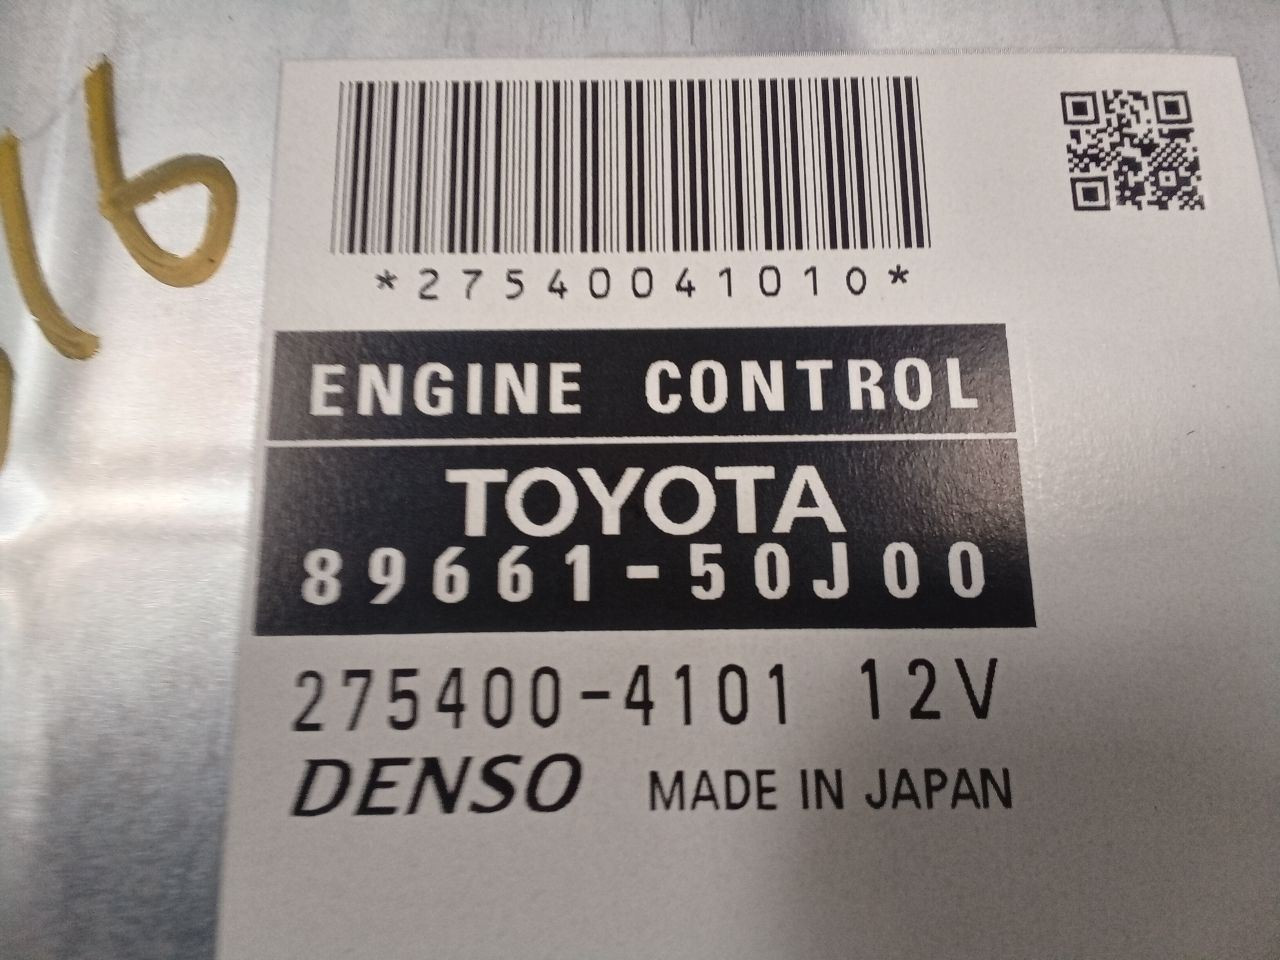 *27540041010*
ENGINE CONTROL
TOYOTA
89661-50J00
275400-4101 12V
DENSO MADE IN JAPAN